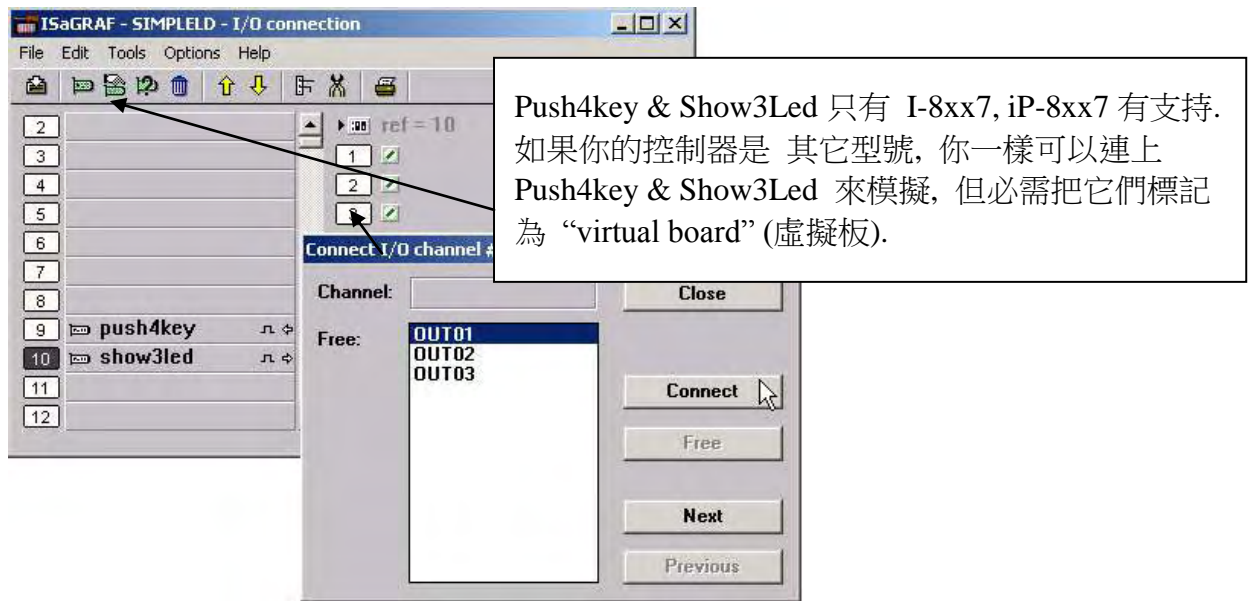 ISaGRAF - SIMPLELD - I/O connection
File Edit Tools Options Help
Push4key & Show3Led 只有 I-8xx7, iP-8xx7 有支持.
如果你的控制器是 其它型號, 你一樣可以連上
Push4key & Show3Led 來模擬, 但必需把它們標記
為 “virtual board” (虛擬板).
2
3
4
5
6
7
8
9 push4key
10 show3led
11
12
ref = 10
1
2
3
Connect I/O channel #
Channel:
Free:
OUT01
OUT02
OUT03
Close
Connect
Free
Next
Previous